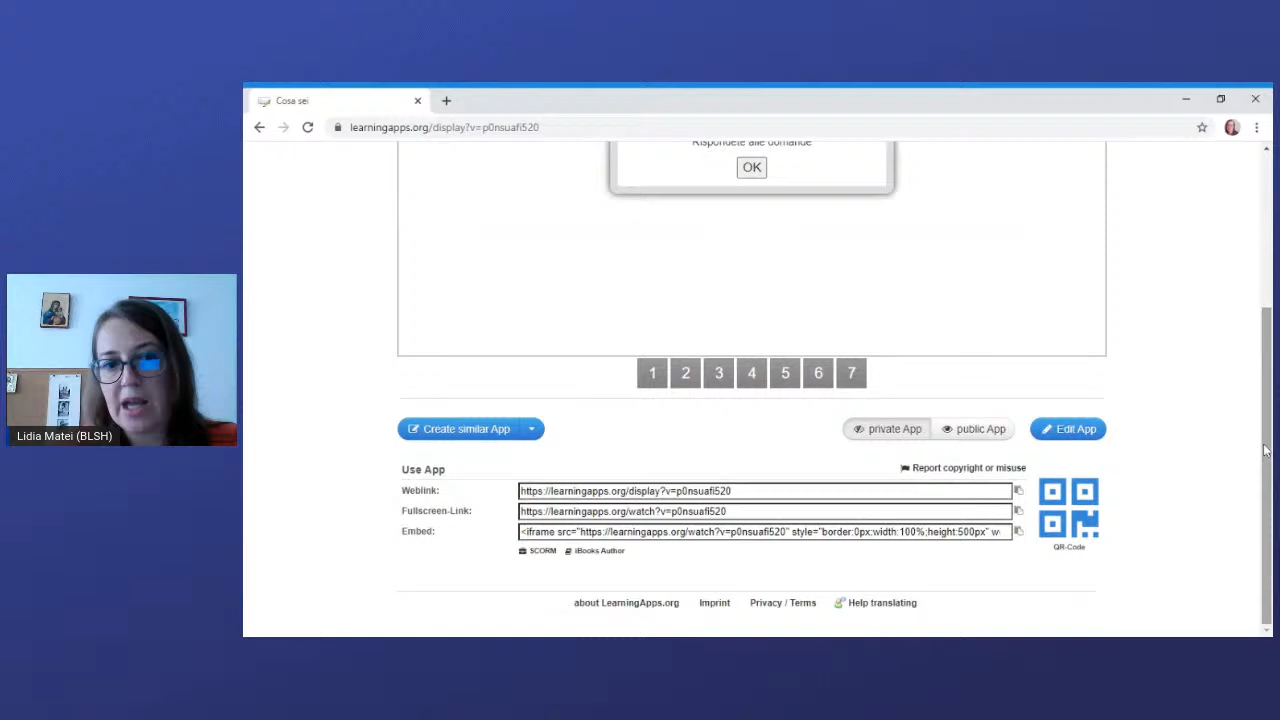 Cosa sei
learningapps.org/display?v=p0nsuafi520
Rispondete alle domande
OK
1 2 3 4 5 6 7
Create similar App
private App
public App
Edit App
Use App
Report copyright or misuse
Weblink:
https://learningapps.org/display?v=p0nsuafi520
Fullscreen-Link:
https://learningapps.org/watch?v=p0nsuafi520
Embed:
<iframe src="https://learningapps.org/watch?v=p0nsuafi520" style="border:0px;width:100%;height:500px" w
SCORM
iBooks Author
QR-Code
about LearningApps.org
Imprint
Privacy / Terms
Help translating
Lidia Matei (BLSH)